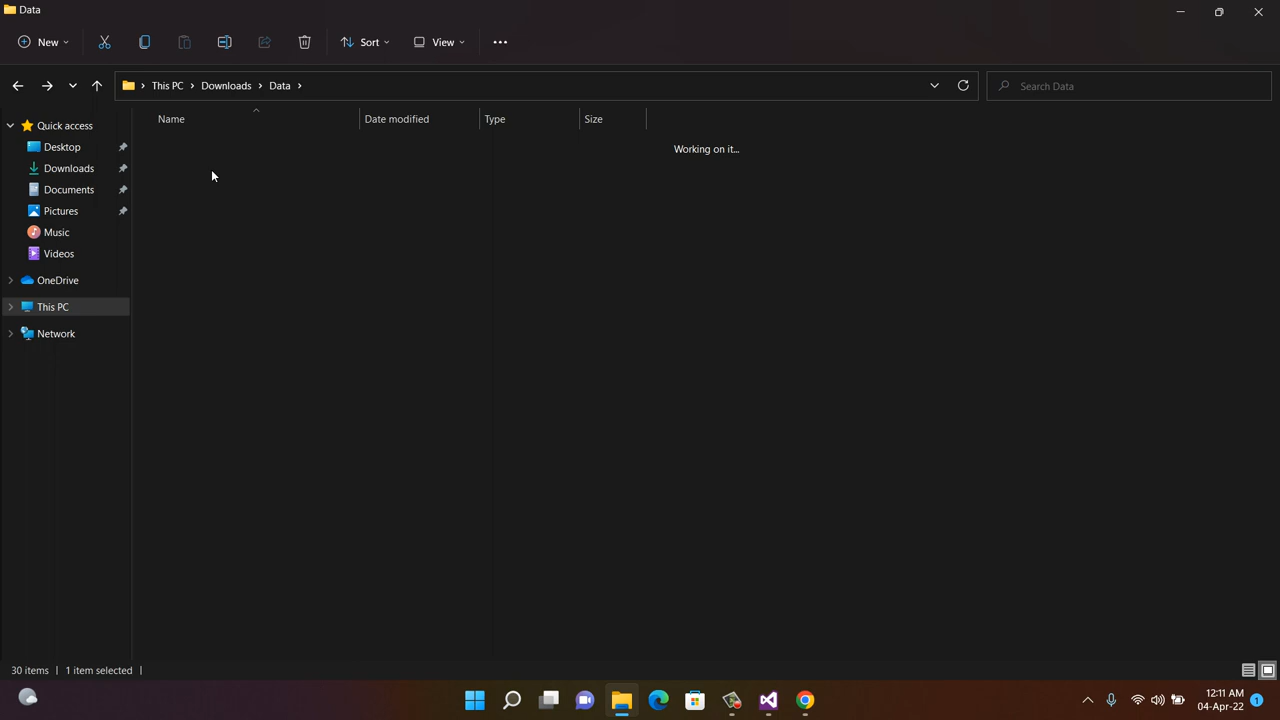 Data
New
Sort
View
This PC
Downloads
Data
Search Data
Name
Date modified
Type
Size
Working on it...
Quick access
Desktop
Downloads
Documents
Pictures
Music
Videos
OneDrive
This PC
Network
30 items
1 item selected
12:11 AM
04-Apr-22
1